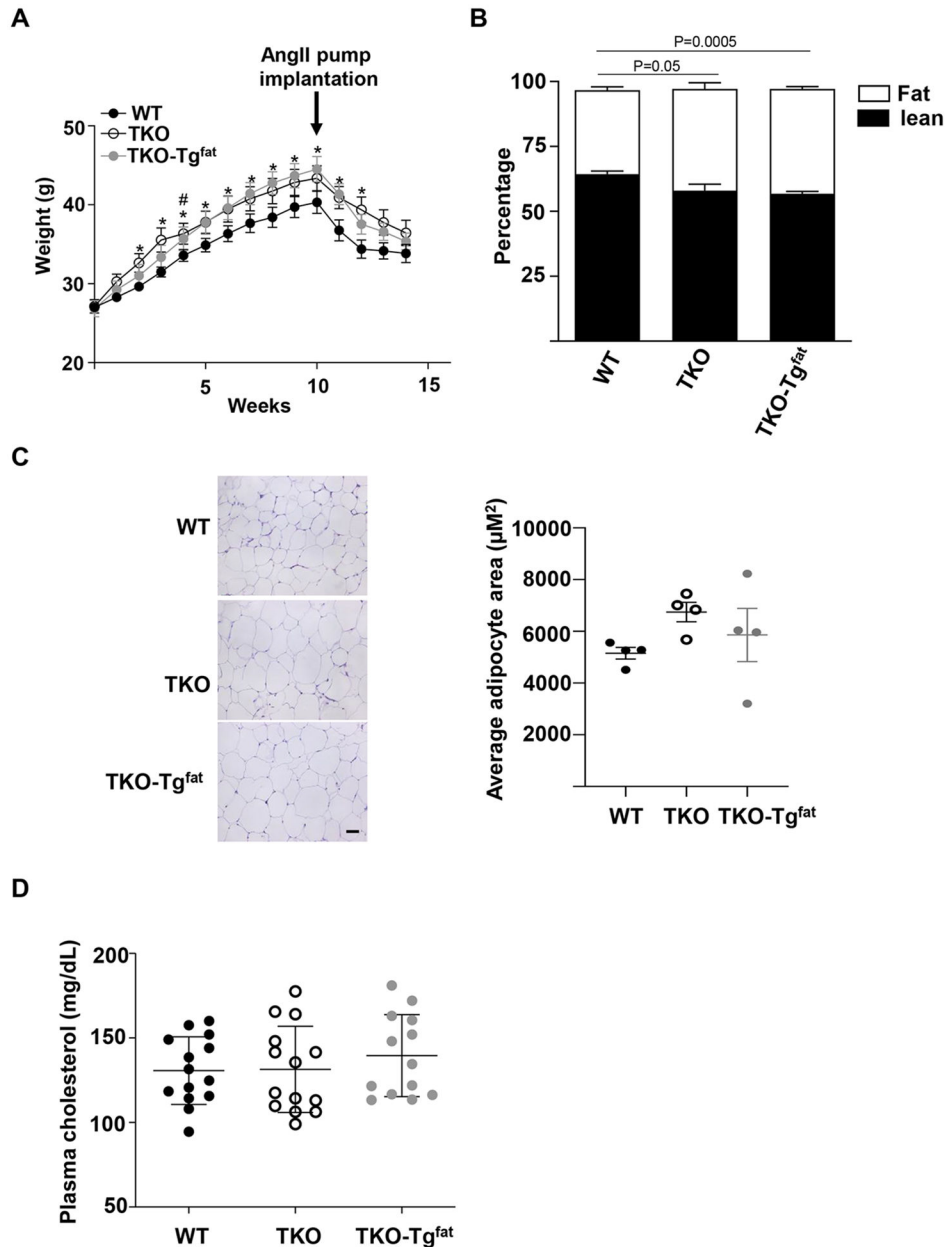 A
AngII pump
implantation
WT
TKO
TKO-Tgfat
50
40
30
20
Weight (g)
* * # * * * * * * * * *
5
10
15
Weeks
B
P=0.0005
P=0.05
100
75
50
25
Percentage
Fat
lean
WT
TKO
TKO-Tgfat
C
WT
TKO
TKO-Tgfat
10000
8000
6000
4000
2000
Average adipocyte area (µM2)
WT TKO TKO-Tgfat
D
200
150
100
50
Plasma cholesterol (mg/dL)
WT TKO TKO-Tgfat